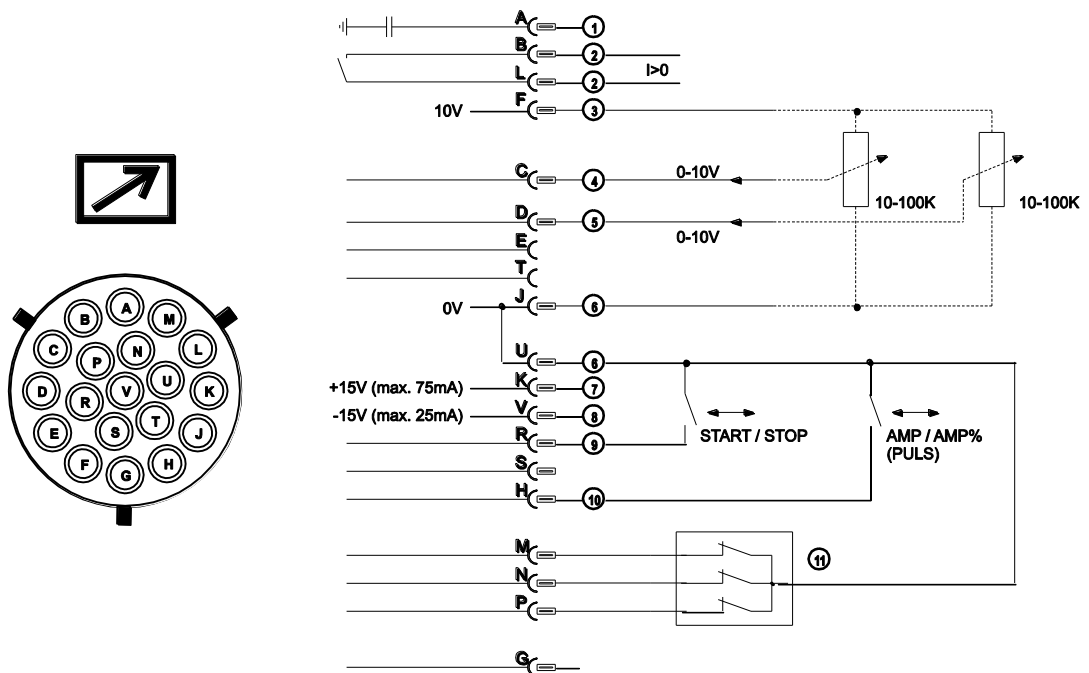 A 1
B 2
L 2 I>0
10V F 3
C 4 0-10V
10-100K 10-100K
D 5
0-10V
E
T
0V J 6
U 6
+15V (max. 75mA) K 7
-15V (max. 25mA) V 8
R 9 START / STOP AMP / AMP%
(PULS)
S
H 10
M 11
N
P
G
A
B M
C N L
P
D V U K
R
E S T J
F H
G